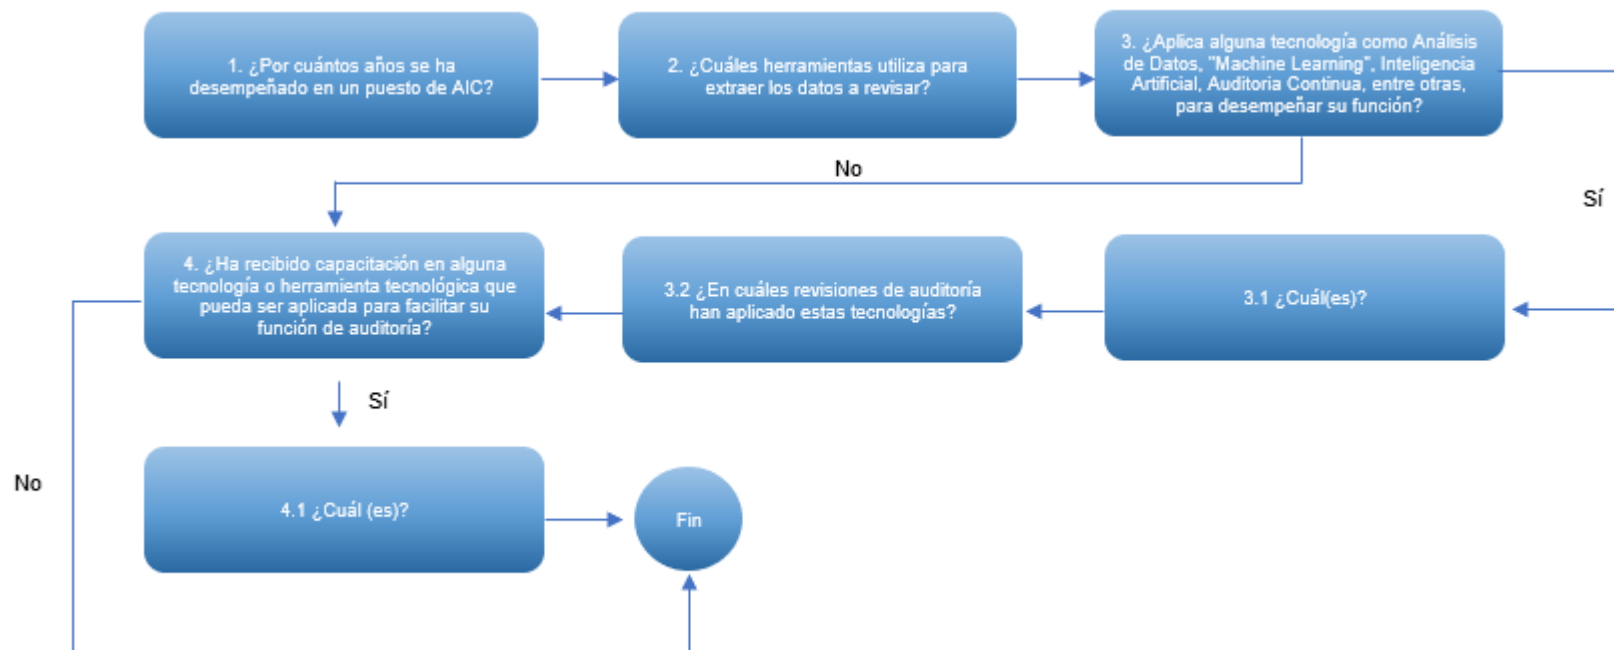 1. ¿Por cuántos años se ha
desempeñado en un puesto de AIC?
2. ¿Cuáles herramientas utiliza para
extraer los datos a revisar?
3. ¿Aplica alguna tecnología como Análisis
de Datos, "Machine Learning", Inteligencia
Artificial, Auditoria Continua, entre otras,
para desempeñar su función?
No
Sí
4. ¿Ha recibido capacitación en alguna
tecnología o herramienta tecnológica que
pueda ser aplicada para facilitar su
función de auditoría?
3.2 ¿En cuáles revisiones de auditoría
han aplicado estas tecnologías?
3.1 ¿Cuál(es)?
Sí
No
4.1 ¿Cuál (es)?
Fin